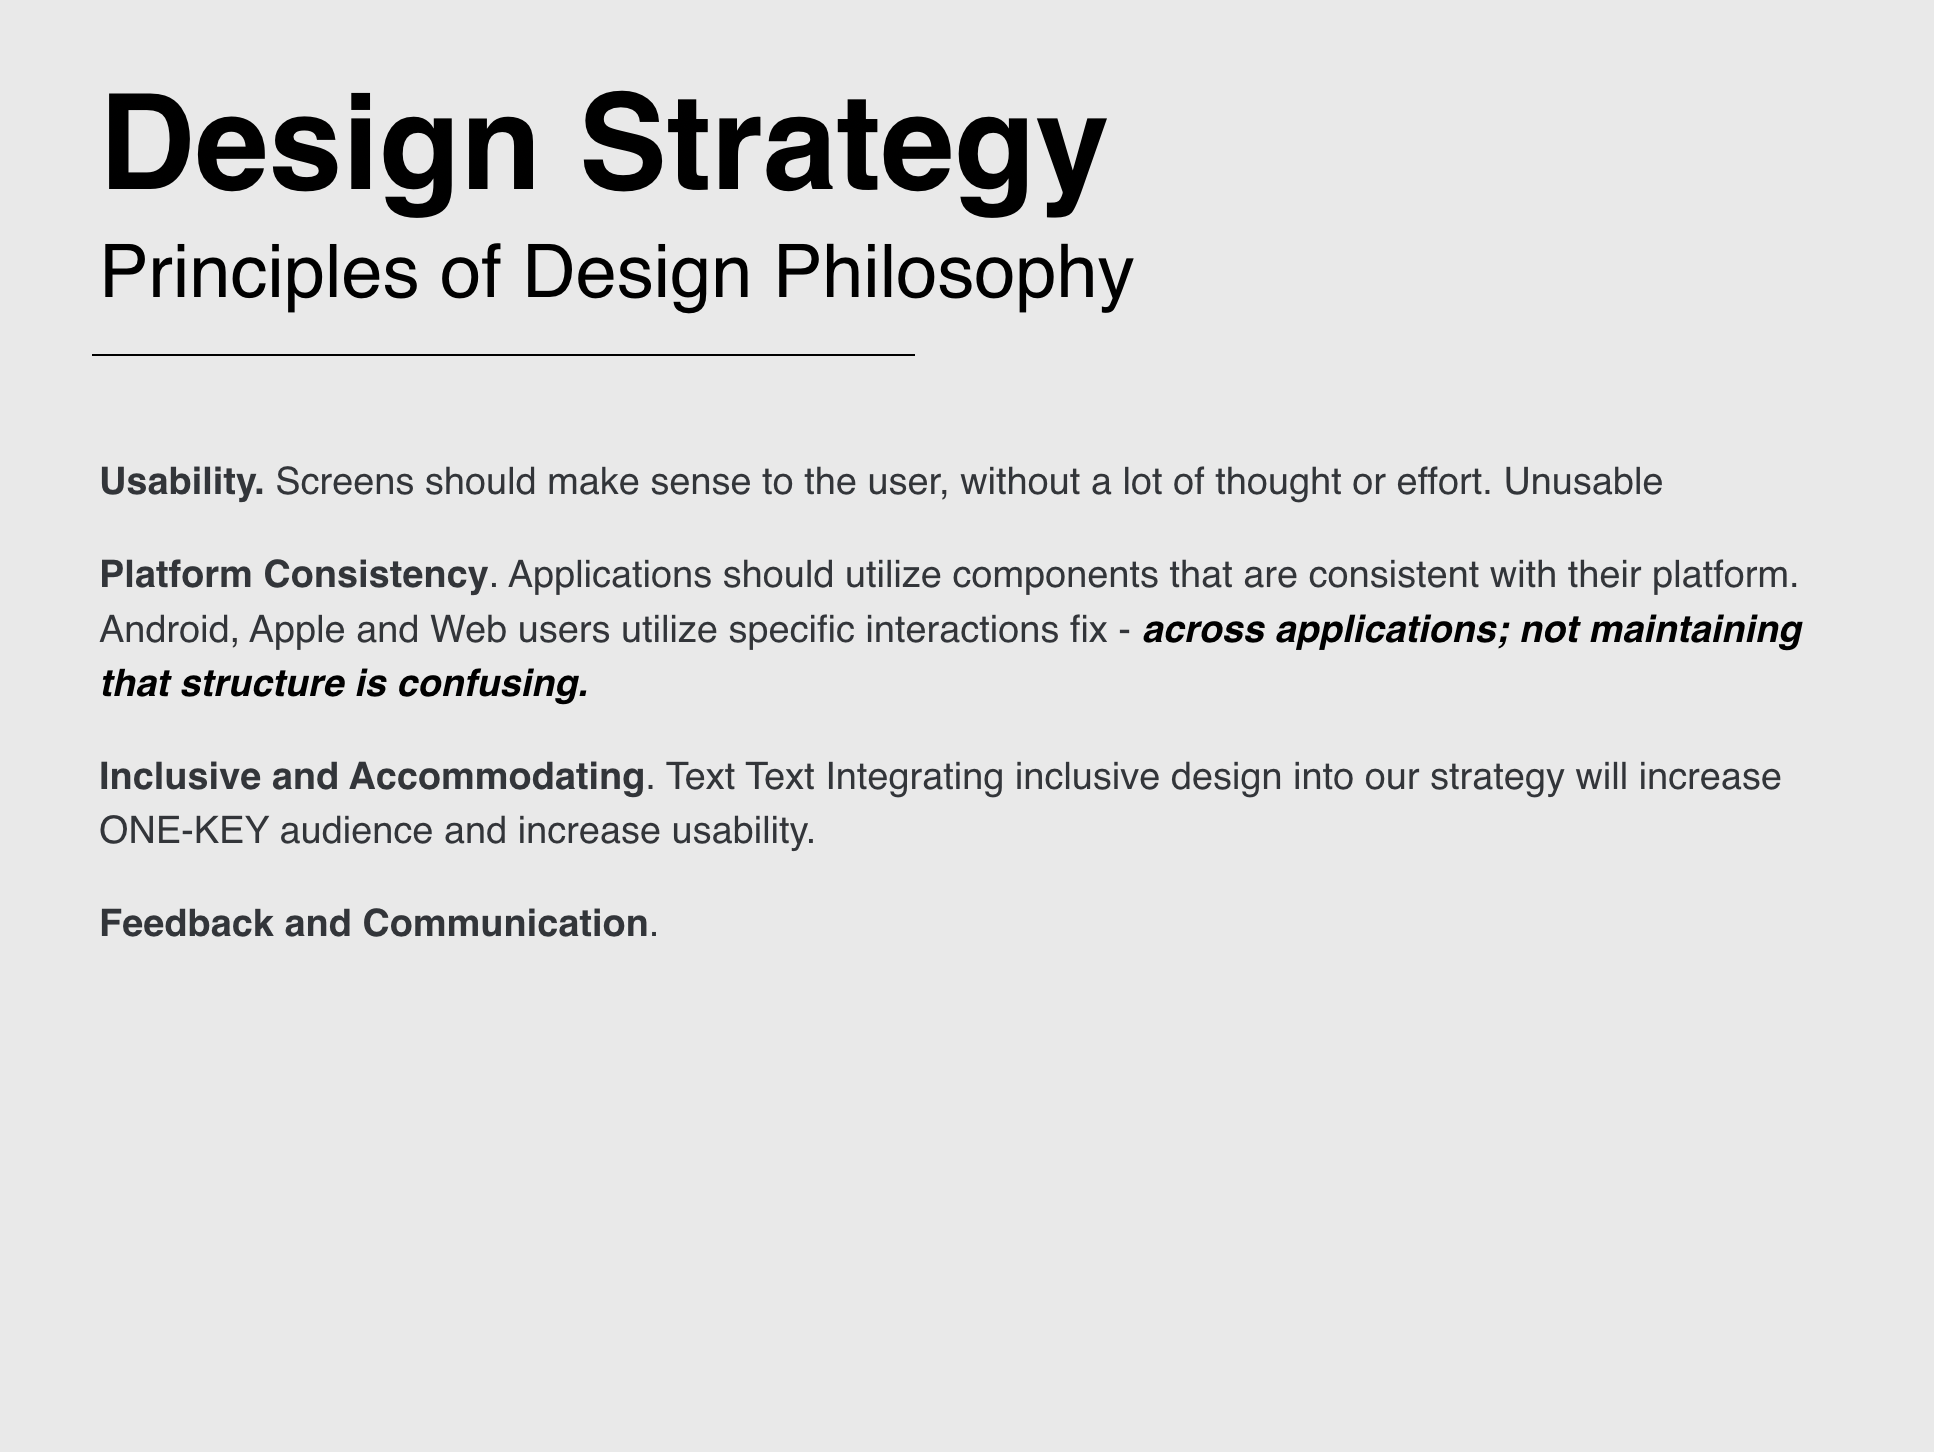 Design Strategy
Principles of Design Philosophy
Usability. Screens should make sense to the user, without a lot of thought or effort. Unusable
Platform Consistency. Applications should utilize components that are consistent with their platform.
Android, Apple and Web users utilize specific interactions fix - across applications; not maintaining
that structure is confusing.
Inclusive and Accommodating. Text Text Integrating inclusive design into our strategy will increase
ONE-KEY audience and increase usability.
Feedback and Communication.